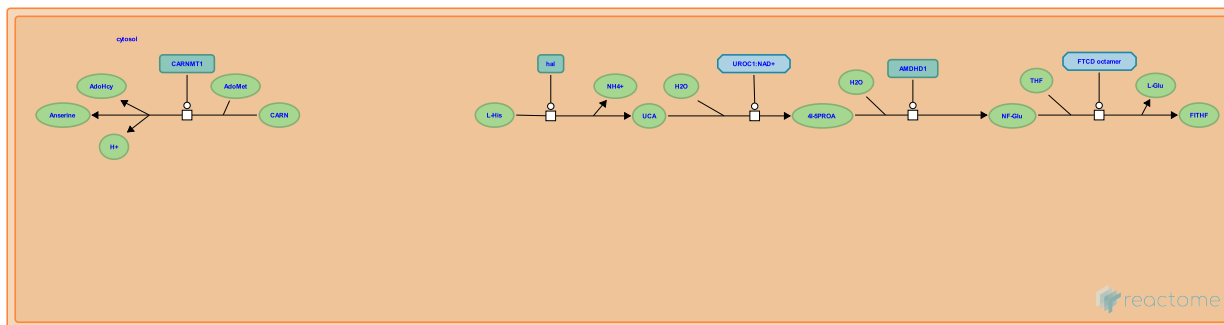 cytosol
CARNMT1
hal
UROC1:NAD+
AMDHD1
FTCD octamer
AdoHcy
AdoMet
NH4+
H2O
H2O
THF
L-Glu
Anserine
CARN
L-His
UCA
4I-5PROA
NF-Glu
FITHF
H+
reactome